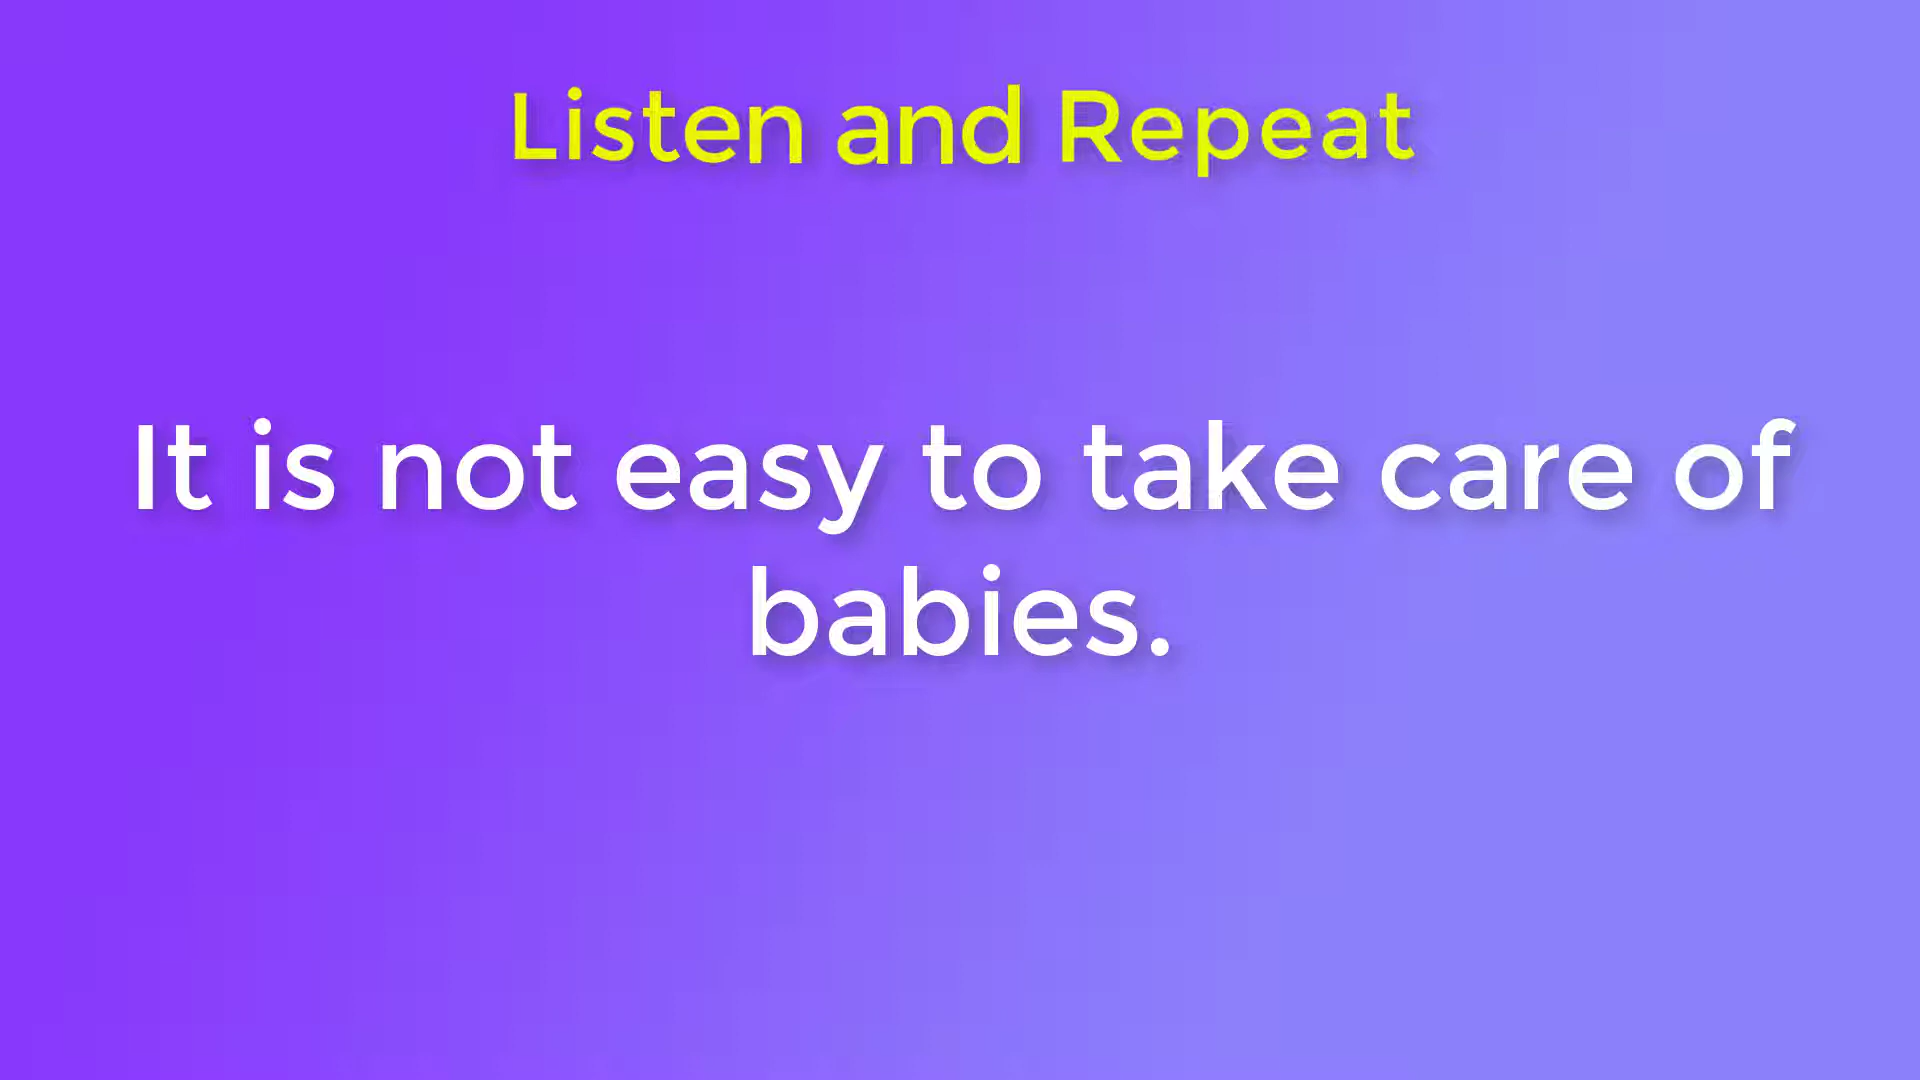 Listen and Repeat
It is not easy to take care of
babies.